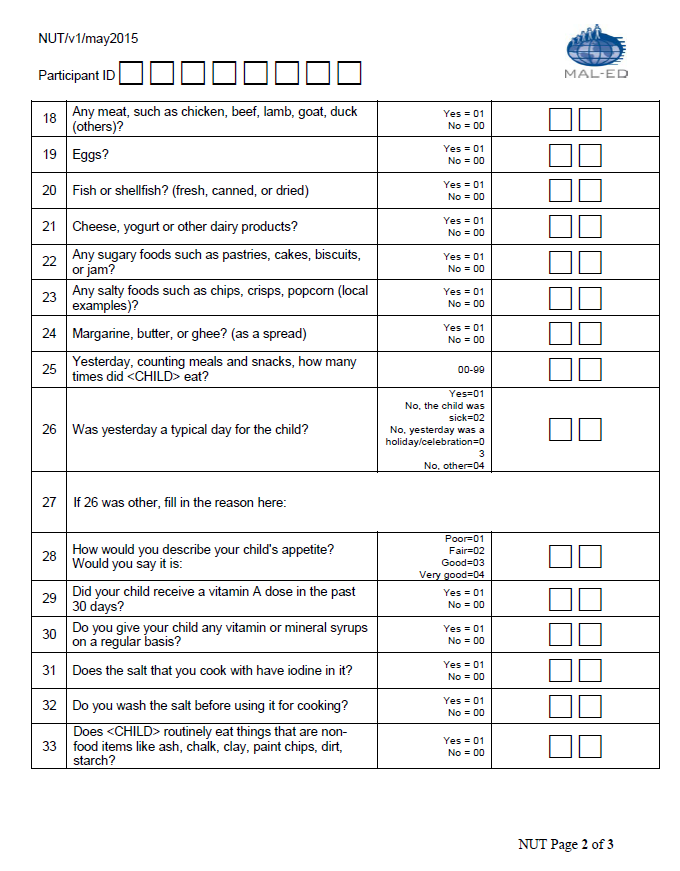 NUT/v1/may2015
MAL-ED
Participant ID
18
Any meat, such as chicken, beef, lamb, goat, duck
(others)?
Yes = 01
No = 00
19
Eggs?
Yes = 01
No = 00
20
Fish or shellfish? (fresh, canned, or dried)
Yes = 01
No = 00
21
Cheese, yogurt or other dairy products?
Yes = 01
No = 00
22
Any sugary foods such as pastries, cakes, biscuits,
or jam?
Yes = 01
No = 00
23
Any salty foods such as chips, crisps, popcorn (local
examples)?
Yes = 01
No = 00
24
Margarine, butter, or ghee? (as a spread)
Yes = 01
No = 00
25
Yesterday, counting meals and snacks, how many
times did <CHILD> eat?
00-99
26
Was yesterday a typical day for the child?
Yes=01
No, the child was
sick=02
No, yesterday was a
holiday/celebration=0
3
No, other=04
27
If 26 was other, fill in the reason here:
28
How would you describe your child's appetite?
Would you say it is:
Poor=01
Fair=02
Good=03
Very good=04
29
Did your child receive a vitamin A dose in the past
30 days?
Yes = 01
No = 00
30
Do you give your child any vitamin or mineral syrups
on a regular basis?
Yes = 01
No = 00
31
Does the salt that you cook with have iodine in it?
Yes = 01
No = 00
32
Do you wash the salt before using it for cooking?
Yes = 01
No = 00
33
Does <CHILD> routinely eat things that are non-
food items like ash, chalk, clay, paint chips, dirt,
starch?
Yes = 01
No = 00
NUT Page 2 of 3